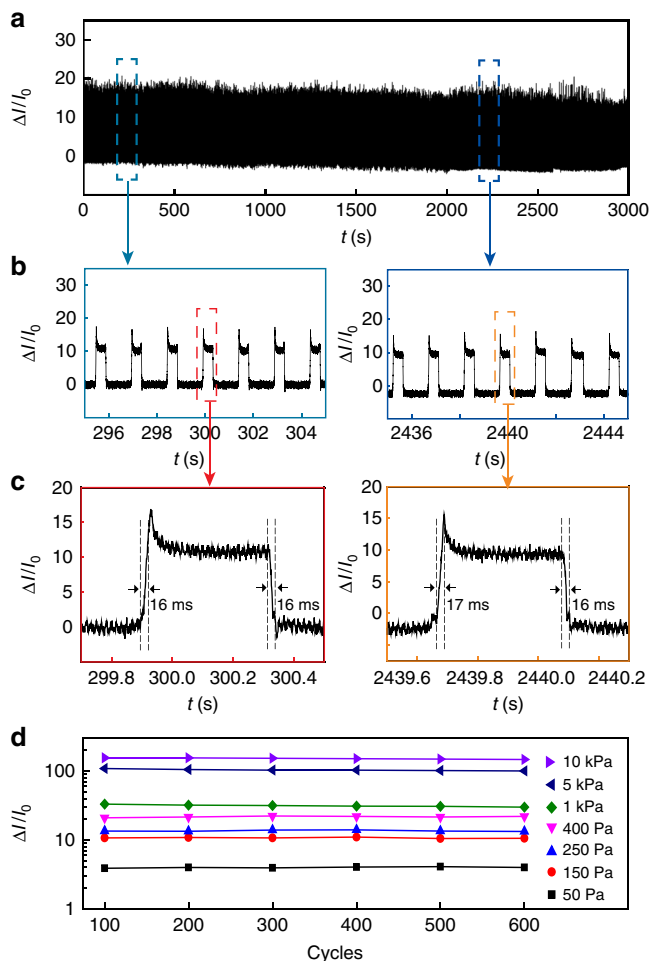 a
ΔI/I0
30
20
10
0
0 500 1000 1500 2000 2500 3000
t (s)
b
ΔI/I0
30
20
10
0
296 298 300 302 304
t (s)
ΔI/I0
30
20
10
0
2436 2440 2444
t (s)
c
ΔI/I0
20
15
10
5
0
16 ms
16 ms
299.8 300.0 300.2 300.4
t (s)
ΔI/I0
20
15
10
5
0
17 ms
16 ms
2439.6 2439.8 2440.0 2440.2
t (s)
d
ΔI/I0
100
10
1
10 kPa
5 kPa
1 kPa
400 Pa
250 Pa
150 Pa
50 Pa
100 200 300 400 500 600
Cycles